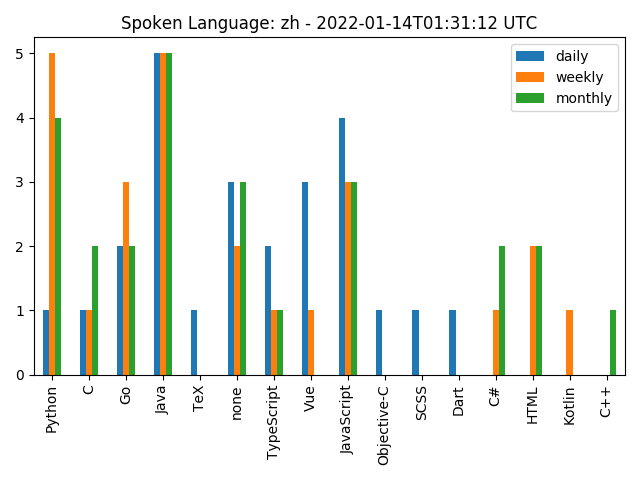 Spoken Language: zh - 2022-01-14T01:31:12 UTC
daily
weekly
monthly
5
4
3
2
1
0
Python
C
Go
Java
TeX
none
TypeScript
Vue
JavaScript
Objective-C
SCSS
Dart
C#
HTML
Kotlin
C++